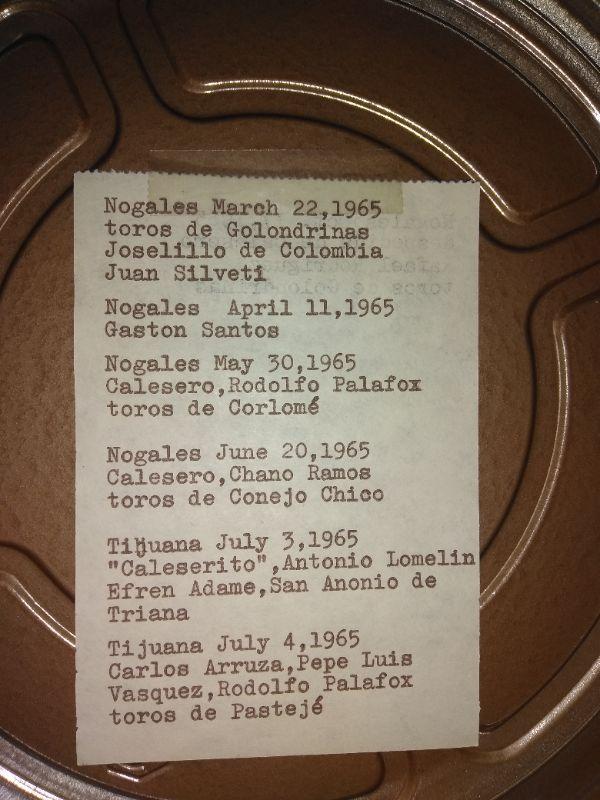 Nogales March 22,1965
toros de Golondrinas
Joselillo de Colombia
Juan Silveti
Nogales April 11,1965
Gaston Santos
Nogales May 30,1965
Calesero,Rodolfo Palafox
toros de Corlomé
Nogales June 20,1965
Calesero,Chano Ramos
toros de Conejo Chico
Tijuana July 3,1965
"Caleserito",Antonio Lomelin
Efren Adame,San Anonio de
Triana
Tijuana July 4,1965
Carlos Arruza,Pepe Luis
Vasquez,Rodolfo Palafox
toros de Pastejé